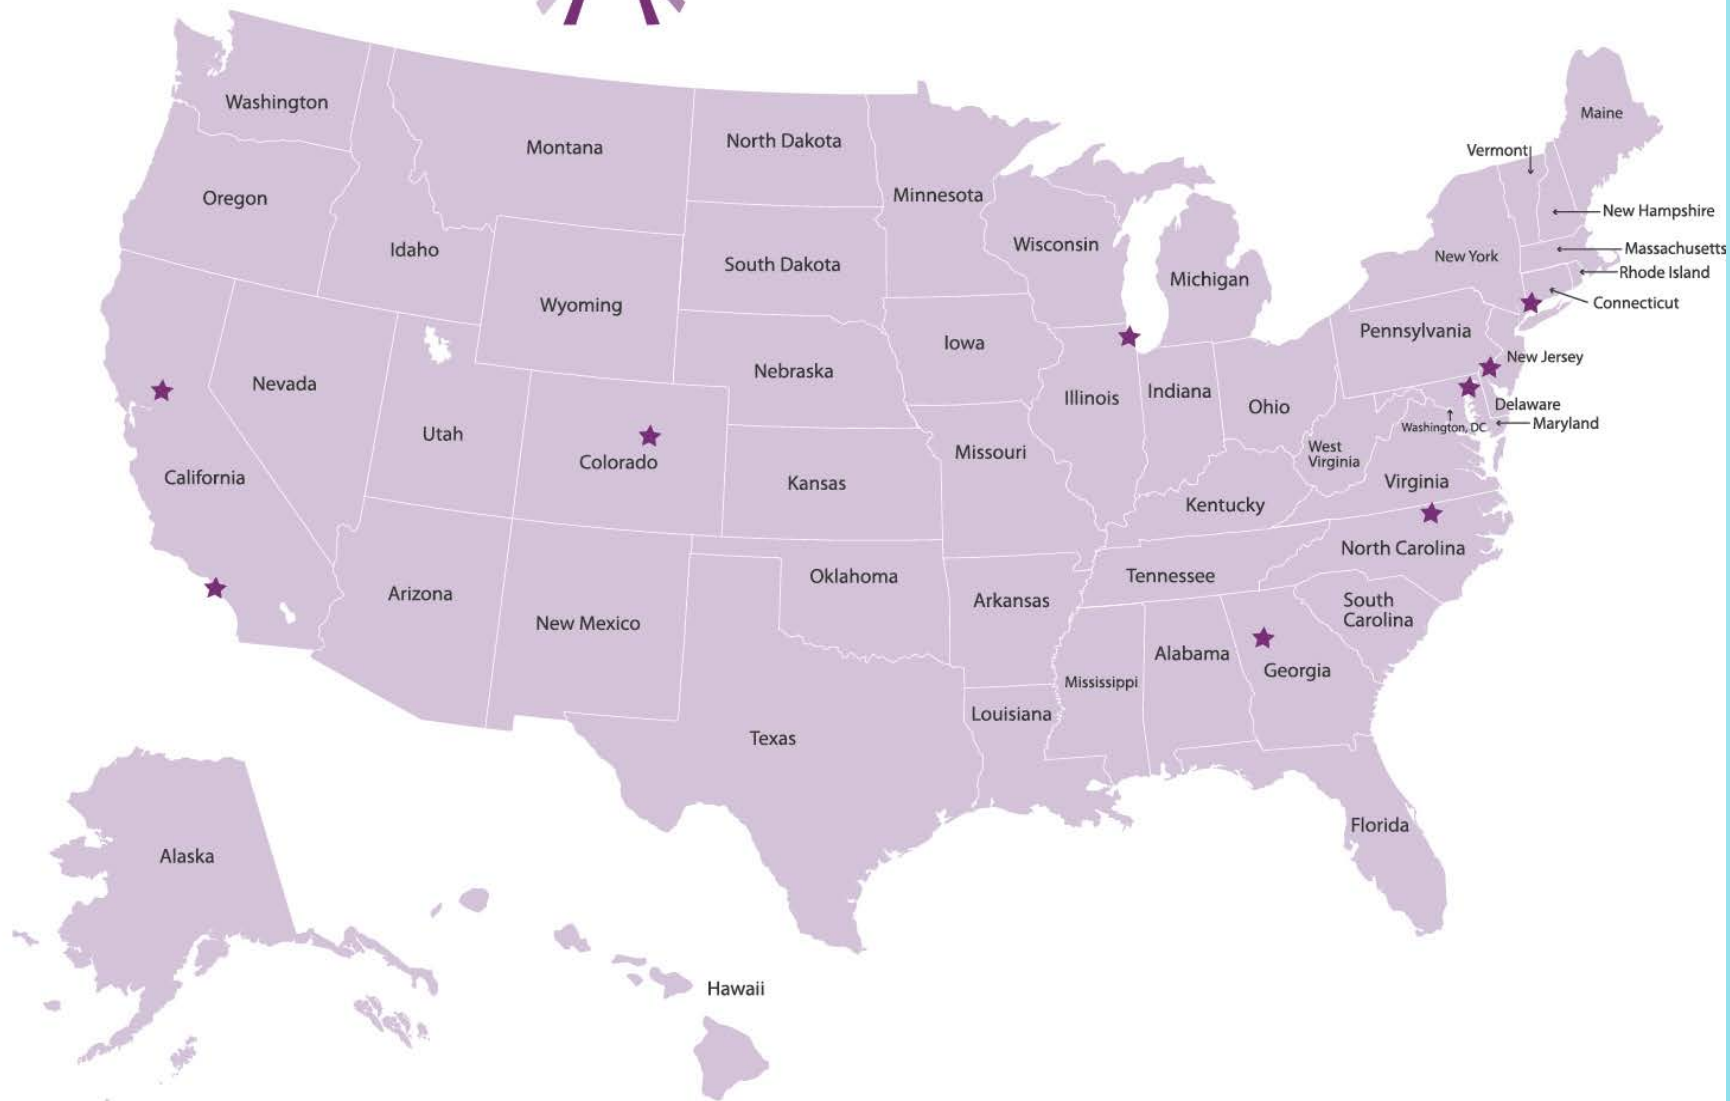 Maine
Washington
North Dakota
Montana
Vermont
Minnesota
Oregon
New Hampshire
Wisconsin
Idaho
Massachusetts
New York
South Dakota
Rhode Island
Michigan
Wyoming
Connecticut
Pennsylvania
Iowa
New Jersey
Nebraska
Nevada
Indiana
Illinois
Delaware
Ohio
Maryland
Washington, DC
Utah
West
Virginia
Missouri
Colorado
California
Virginia
Kansas
Kentucky
North Carolina
Tennessee
Oklahoma
Arizona
Arkansas
South
Carolina
New Mexico
Alabama
Georgia
Mississippi
Louisiana
Texas
Florida
Alaska
Hawaii